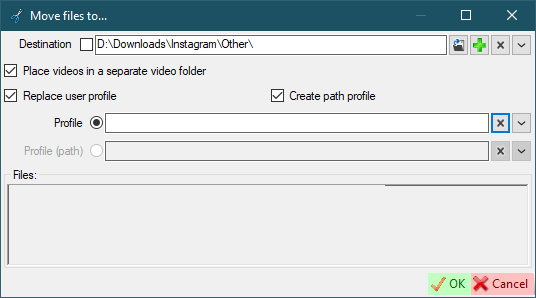 Move files to...
Destination D:\Downloads\Instagram\Other\
Place videos in a separate video folder
Replace user profile Create path profile
Profile
Profile (path)
Files:
OK Cancel